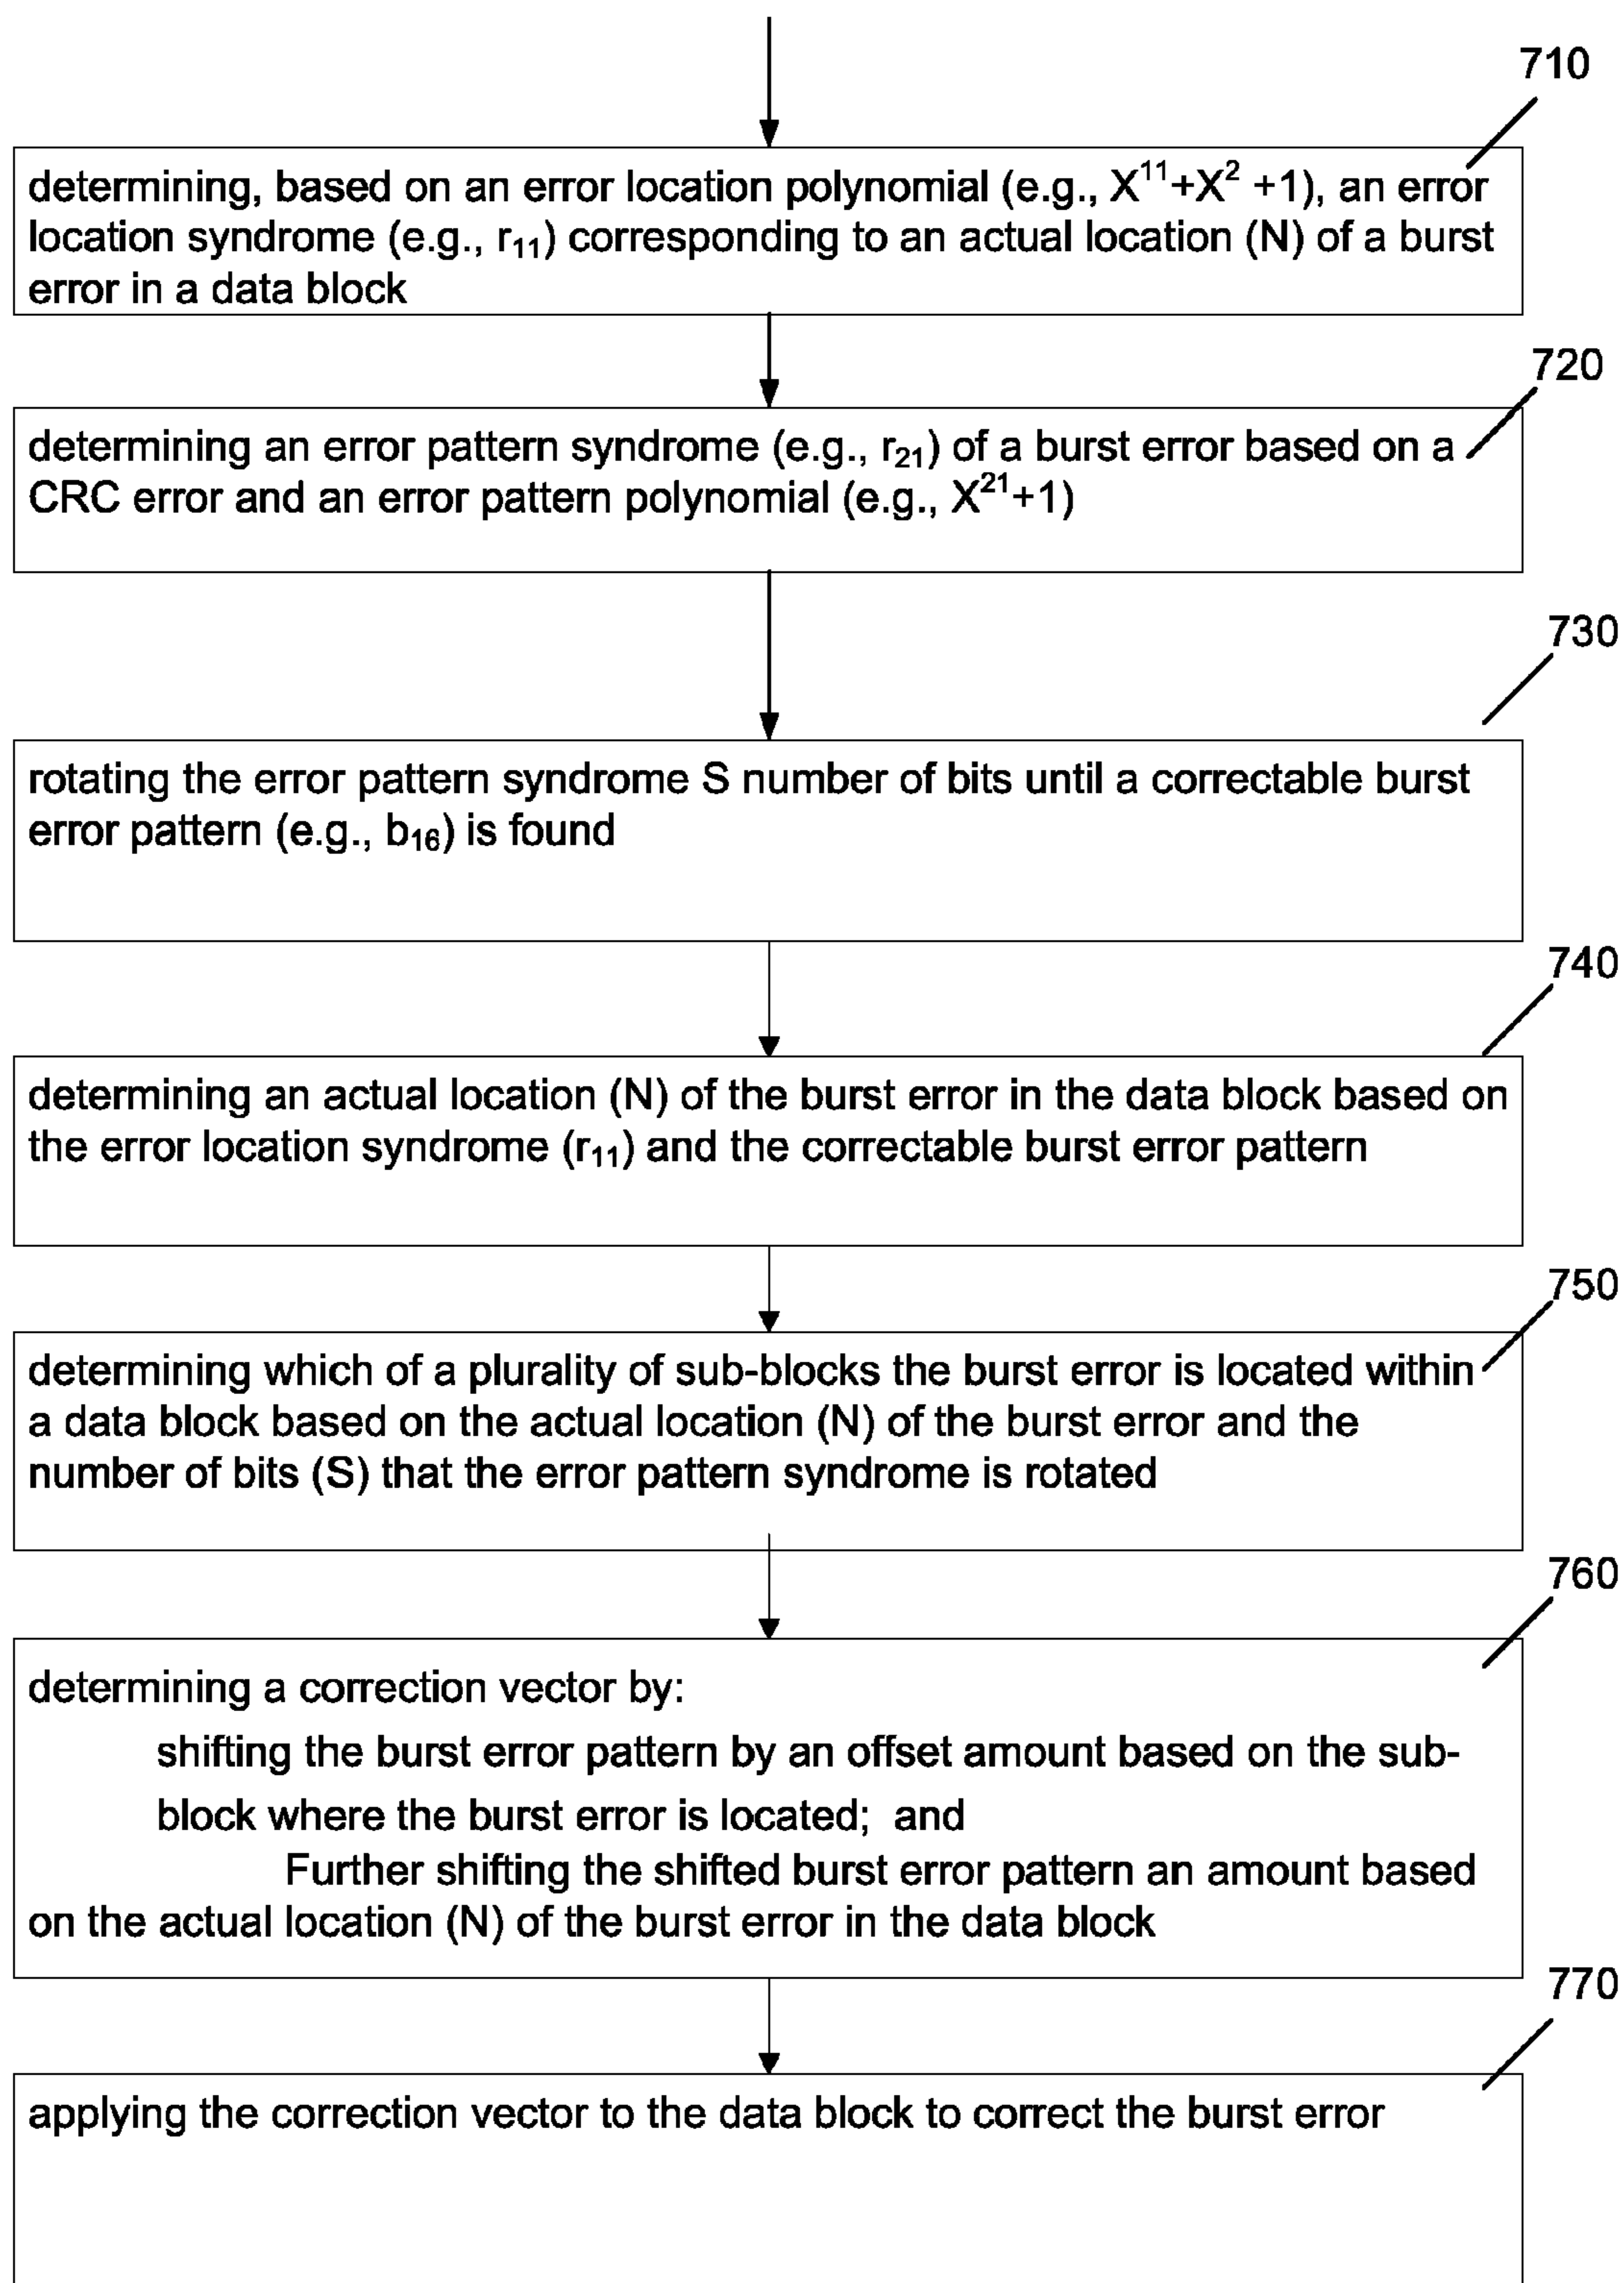 710
determining, based on an error location polynomial (e.g., X¹¹+X² +1), an error
location syndrome (e.g., r₁₁) corresponding to an actual location (N) of a burst
error in a data block
720
determining an error pattern syndrome (e.g., r₂₁) of a burst error based on a
CRC error and an error pattern polynomial (e.g., X²¹+1)
730
rotating the error pattern syndrome S number of bits until a correctable burst
error pattern (e.g., b₁₆) is found
740
determining an actual location (N) of the burst error in the data block based on
the error location syndrome (r₁₁) and the correctable burst error pattern
750
determining which of a plurality of sub-blocks the burst error is located within
a data block based on the actual location (N) of the burst error and the
number of bits (S) that the error pattern syndrome is rotated
760
determining a correction vector by:
shifting the burst error pattern by an offset amount based on the sub-
block where the burst error is located; and
Further shifting the shifted burst error pattern an amount based
on the actual location (N) of the burst error in the data block
770
applying the correction vector to the data block to correct the burst error